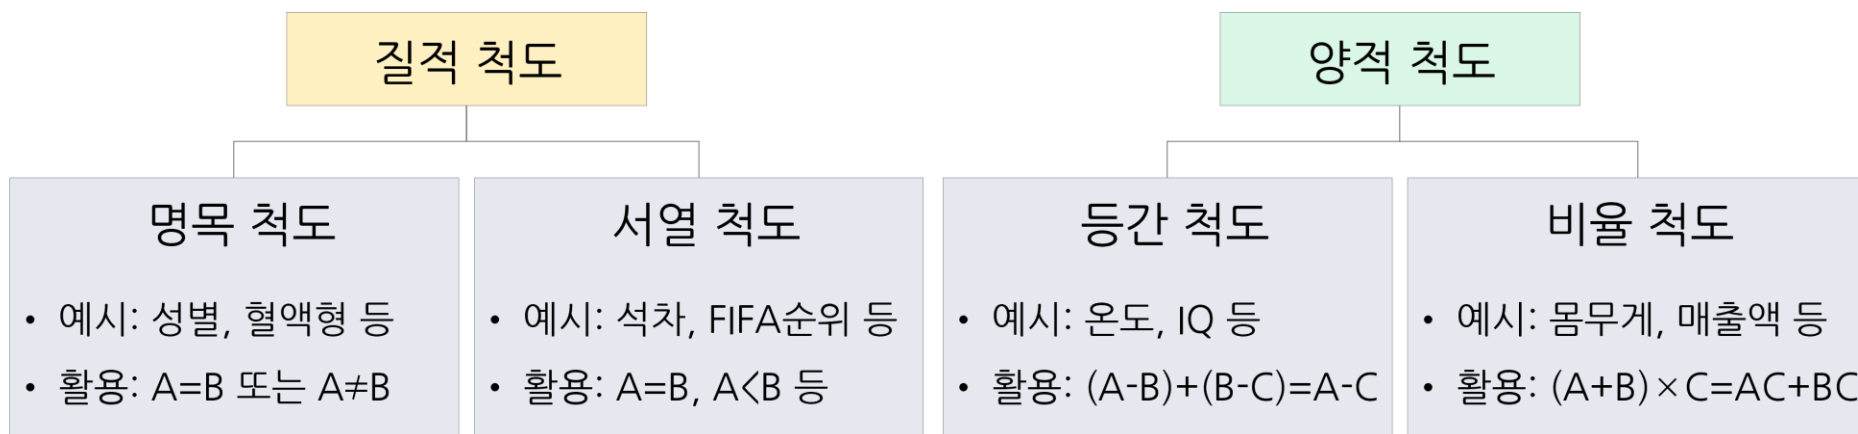 질적 척도
양적 척도
명목 척도
• 예시: 성별, 혈액형 등
• 활용: A=B 또는 A≠B
서열 척도
• 예시: 석차, FIFA순위 등
• 활용: A=B, A<B 등
등간 척도
• 예시: 온도, IQ 등
• 활용: (A-B)+(B-C)=A-C
비율 척도
• 예시: 몸무게, 매출액 등
• 활용: (A+B)×C=AC+BC